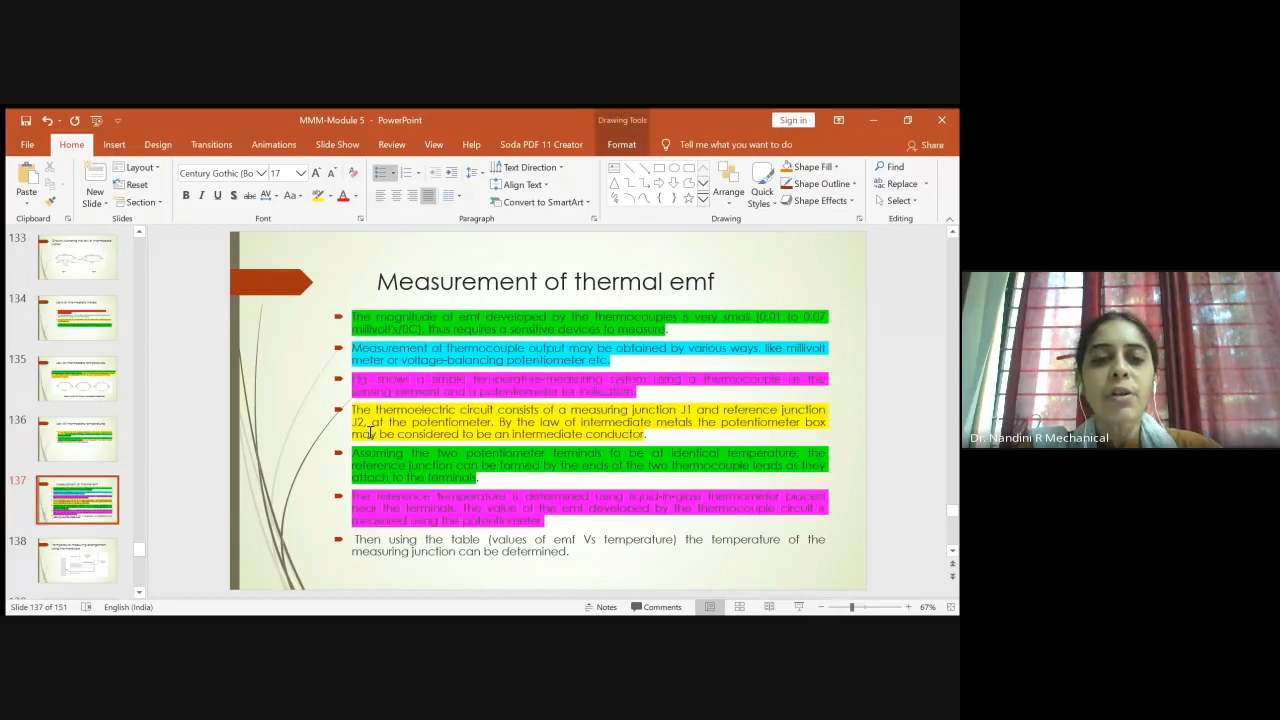 MMM-Module 5 - PowerPoint
Drawing Tools
Sign in
File Home Insert Design Transitions Animations Slide Show Review View Help Soda PDF 11 Creator Format Tell me what you want to do Share
Paste
Clipboard
New Slide
Layout
Reset
Section
Slides
Century Gothic (Bo 17
B I U S abc AV Aa A
Font
Text Direction
Align Text
Convert to SmartArt
Paragraph
Arrange
Quick Styles
Shape Fill
Shape Outline
Shape Effects
Drawing
Find
Replace
Select
Editing
133
134
135
136
137
138
Measurement of thermal emf
The magnitude of emf developed by the thermocouples is very small (0.01 to 0.07
millivolt's/0C), thus requires a sensitive devices to measure.
Measurement of thermocouple output may be obtained by various ways, like millivolt
meter or voltage-balancing potentiometer etc.
Fig shows a simple temperature-measuring system using a thermocouple as the
sensing element and a potentiometer for indication.
The thermoelectric circuit consists of a measuring junction J1 and reference junction
J2, at the potentiometer. By the law of intermediate metals the potentiometer box
may be considered to be an intermediate conductor.
Assuming the two potentiometer terminals to be at identical temperature, the
reference junction can be formed by the ends of the two thermocouple leads as they
attach to the terminals.
The reference temperature is determined using liquid-in-glass thermometer placed
near the terminals. The value of the emf developed by the thermocouple circuit is
measured using the potentiometer.
Then using the table (values of emf Vs temperature) the temperature of the
measuring junction can be determined.
Slide 137 of 151 English (India) Notes Comments 67%
Dr. Nandini R Mechanical